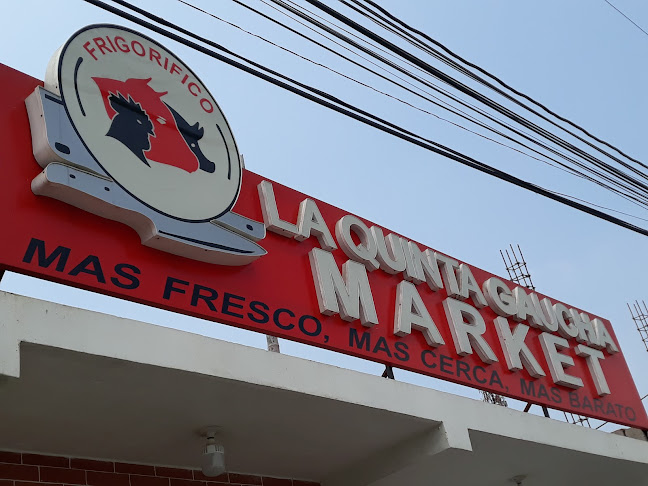 FRIGORIFICO
LA QUINTA GAUCHA
MARKET
MAS FRESCO, MAS CERCA, MAS BARATO